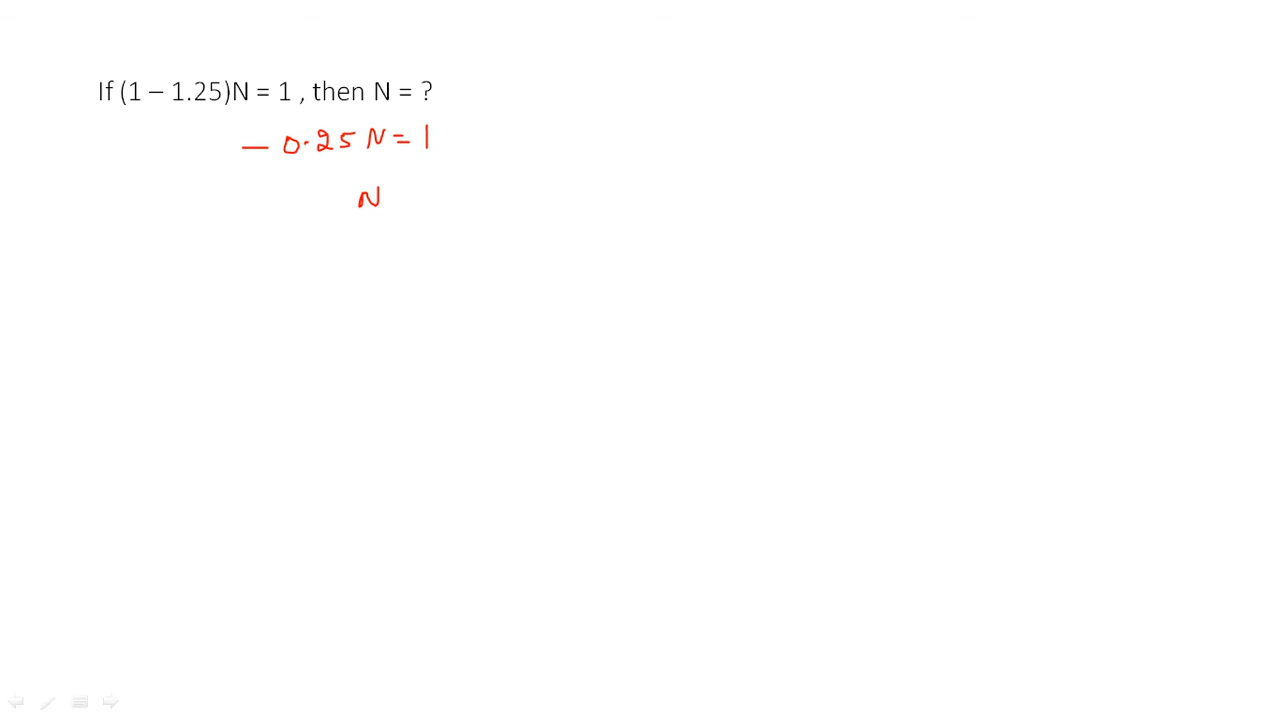 If (1 – 1.25)N = 1 , then N = ?
– 0.25 N = 1
N